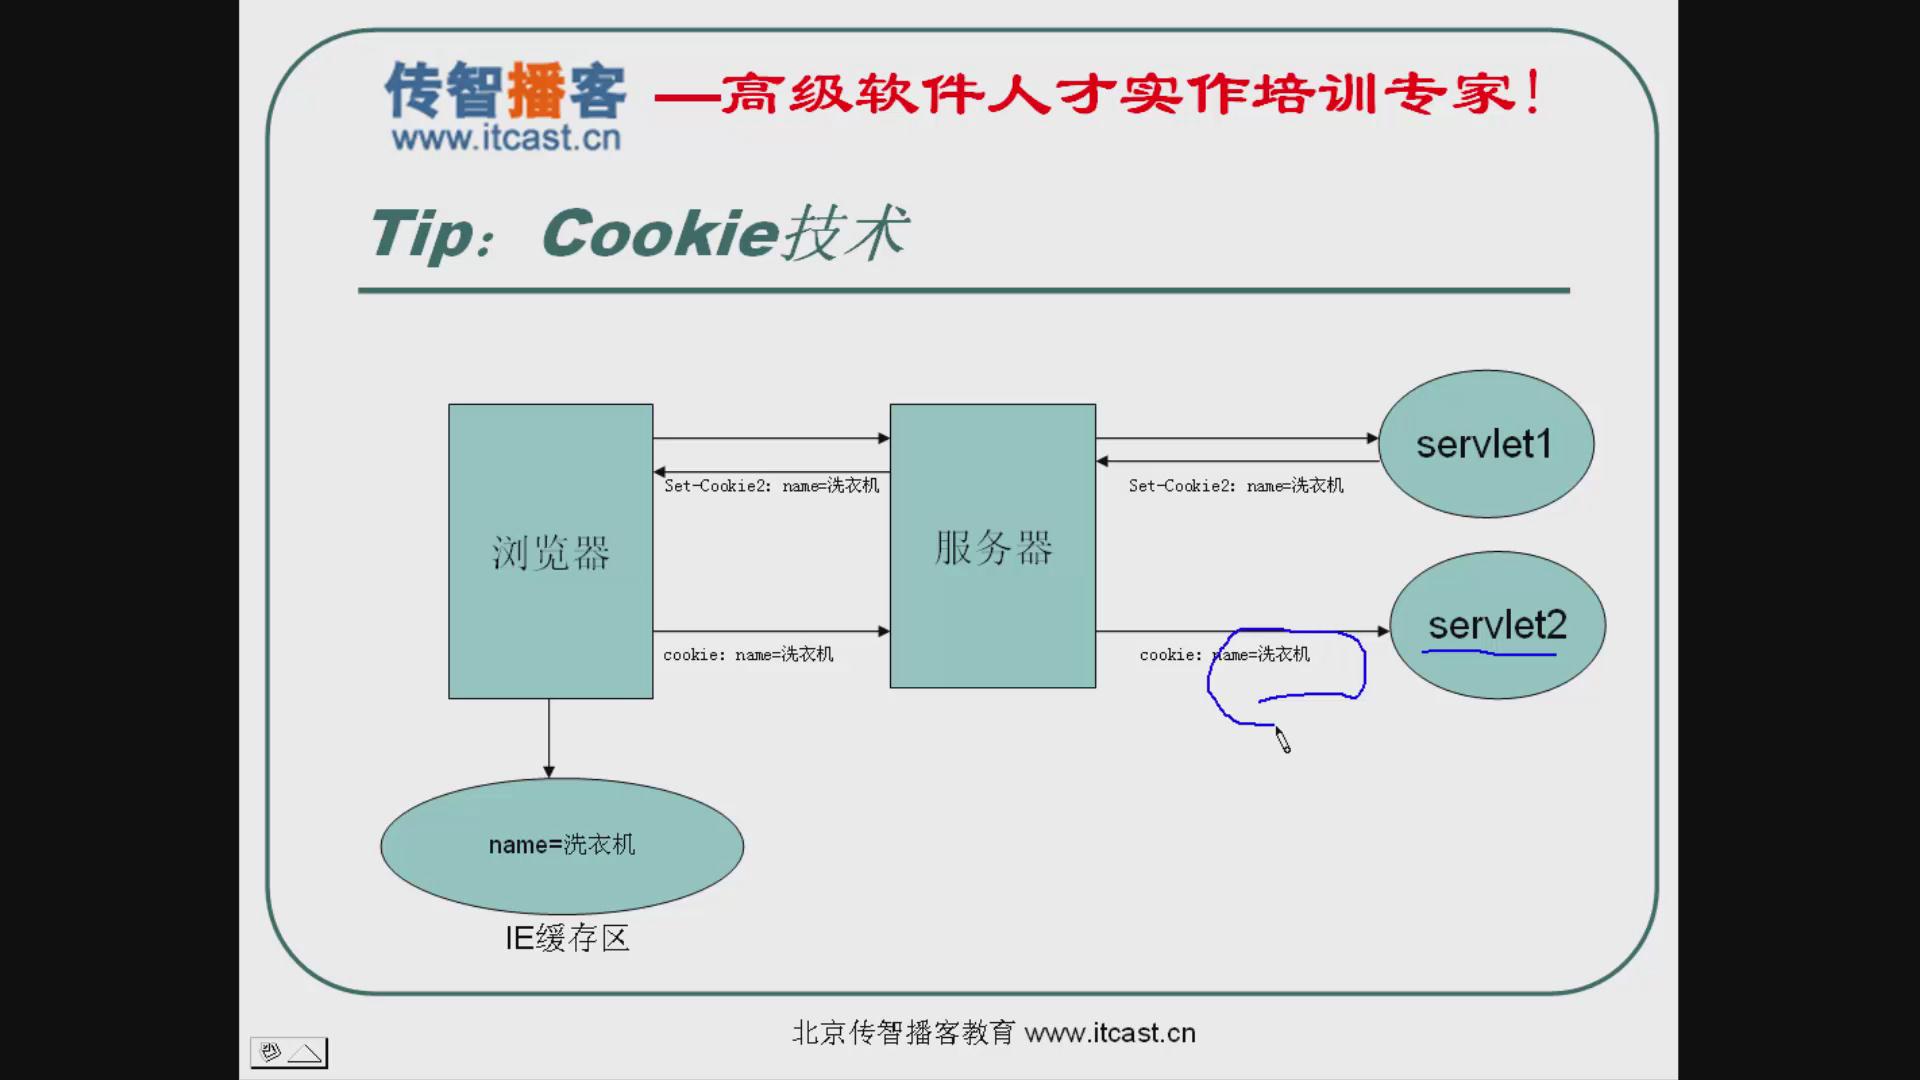 传智播客 —高级软件人才实作培训专家!
www.itcast.cn
Tip：Cookie技术
servlet1
Set-Cookie2: name=洗衣机
Set-Cookie2: name=洗衣机
浏览器
服务器
servlet2
cookie: name=洗衣机
cookie: name=洗衣机
name=洗衣机
IE缓存区
北京传智播客教育 www.itcast.cn